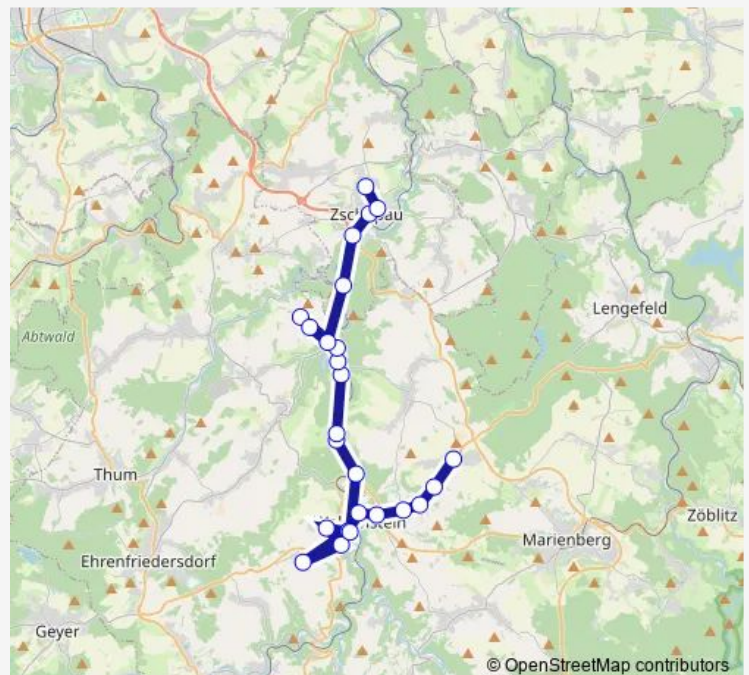 Lengefeld
Abtwald
Thum
Zöblitz
Marienberg
Ehrenfriedersdorf
Geyer
© OpenStreetMap contributors